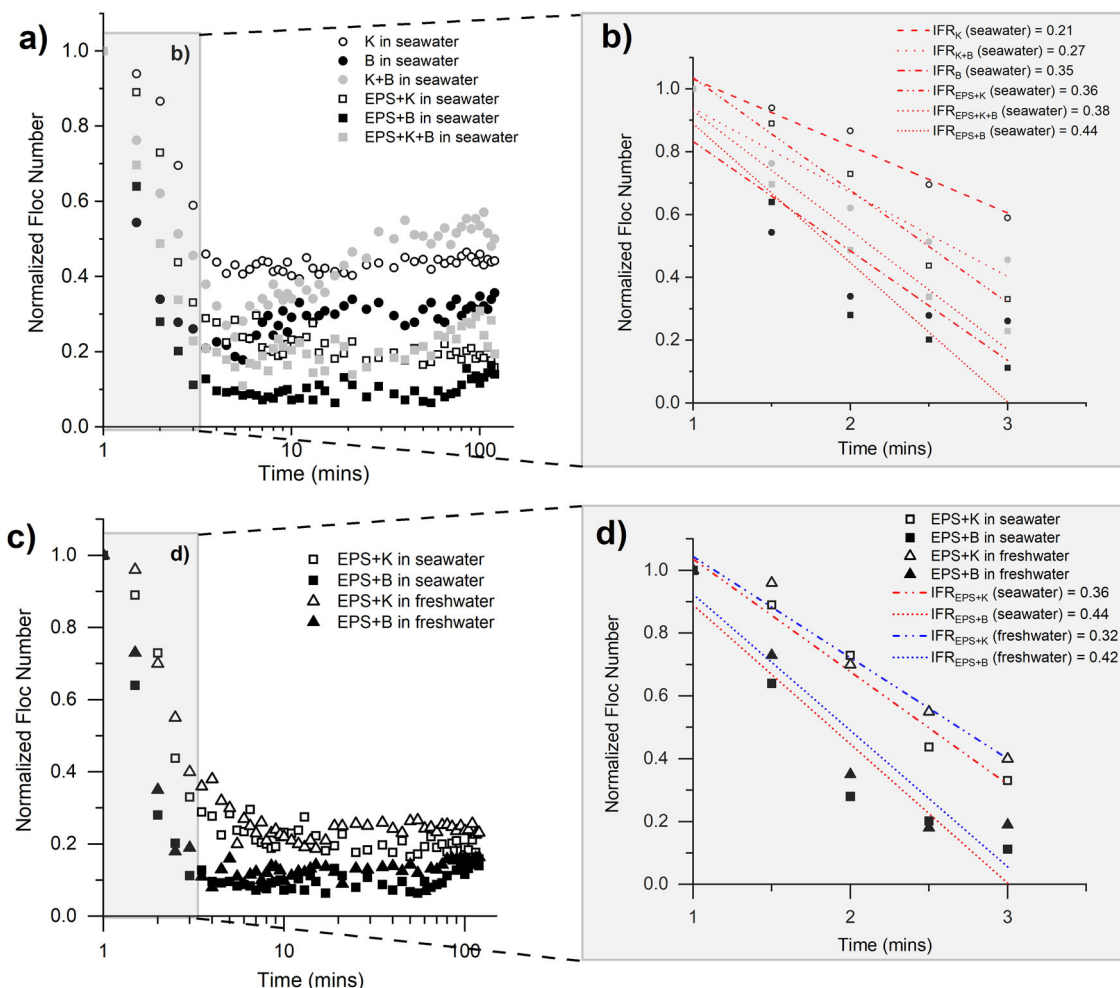 a)
b)
K in seawater
B in seawater
K+B in seawater
EPS+K in seawater
EPS+B in seawater
EPS+K+B in seawater
Normalized Floc Number
1.0
0.8
0.6
0.4
0.2
0.0
1
10
100
Time (mins)
b)
IFR_K (seawater) = 0.21
IFR_K+B (seawater) = 0.27
IFR_B (seawater) = 0.35
IFR_EPS+K (seawater) = 0.36
IFR_EPS+K+B (seawater) = 0.38
IFR_EPS+B (seawater) = 0.44
Normalized Floc Number
1.0
0.8
0.6
0.4
0.2
0.0
1
2
3
Time (mins)
c)
d)
EPS+K in seawater
EPS+B in seawater
EPS+K in freshwater
EPS+B in freshwater
Normalized Floc Number
1.0
0.8
0.6
0.4
0.2
0.0
1
10
100
Time (mins)
d)
EPS+K in seawater
EPS+B in seawater
EPS+K in freshwater
EPS+B in freshwater
IFR_EPS+K (seawater) = 0.36
IFR_EPS+B (seawater) = 0.44
IFR_EPS+K (freshwater) = 0.32
IFR_EPS+B (freshwater) = 0.42
Normalized Floc Number
1.0
0.8
0.6
0.4
0.2
0.0
1
2
3
Time (mins)